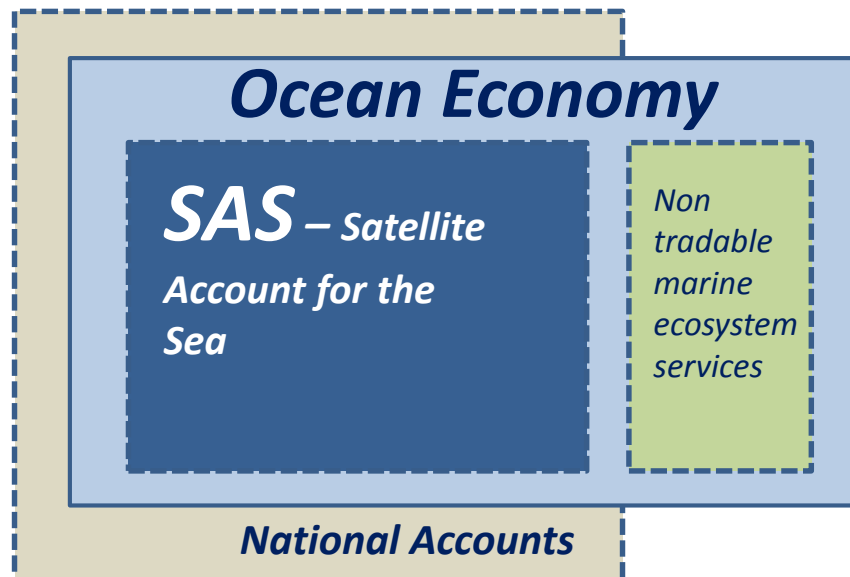 Ocean Economy
SAS – Satellite
Account for the
Sea
Non
tradable
marine
ecosystem
services
National Accounts